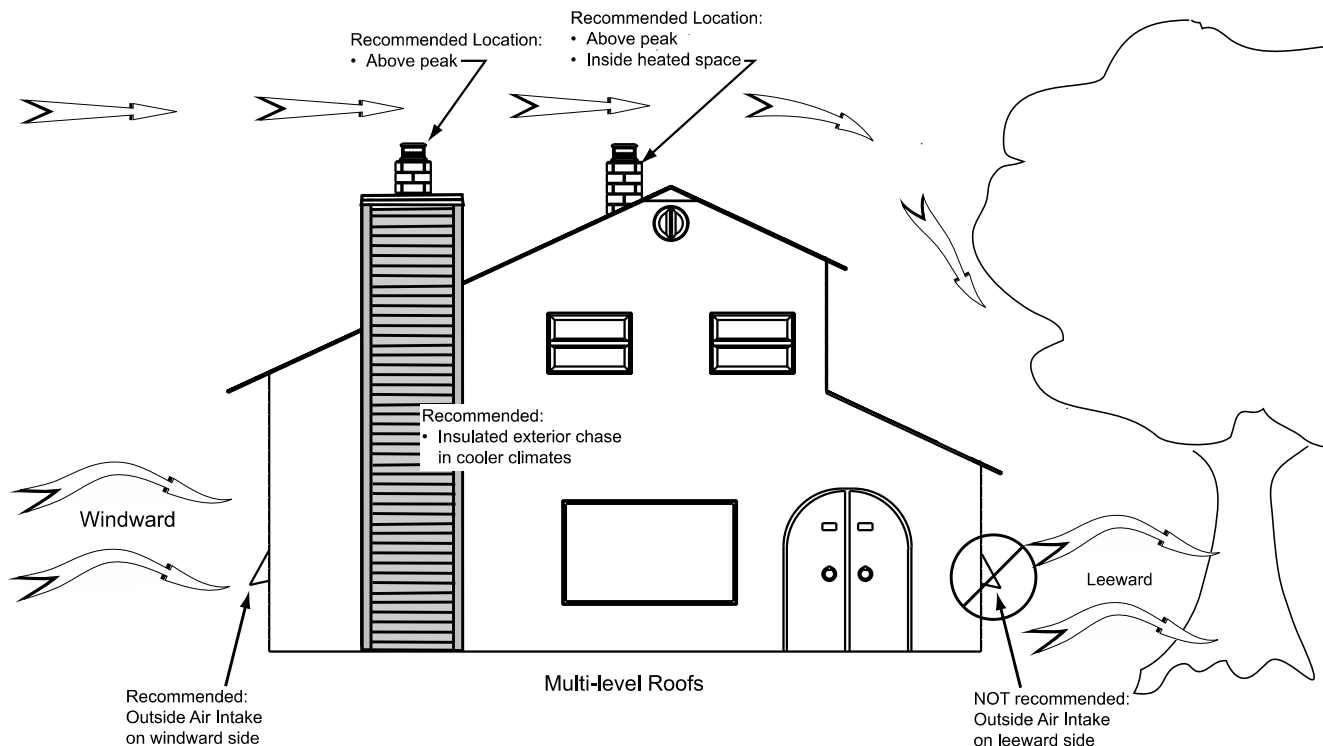 Recommended Location:
• Above peak
Recommended Location:
• Above peak
• Inside heated space
Recommended:
• Insulated exterior chase
in cooler climates
Windward
Leeward
Multi-level Roofs
Recommended:
Outside Air Intake
on windward side
NOT recommended:
Outside Air Intake
on leeward side